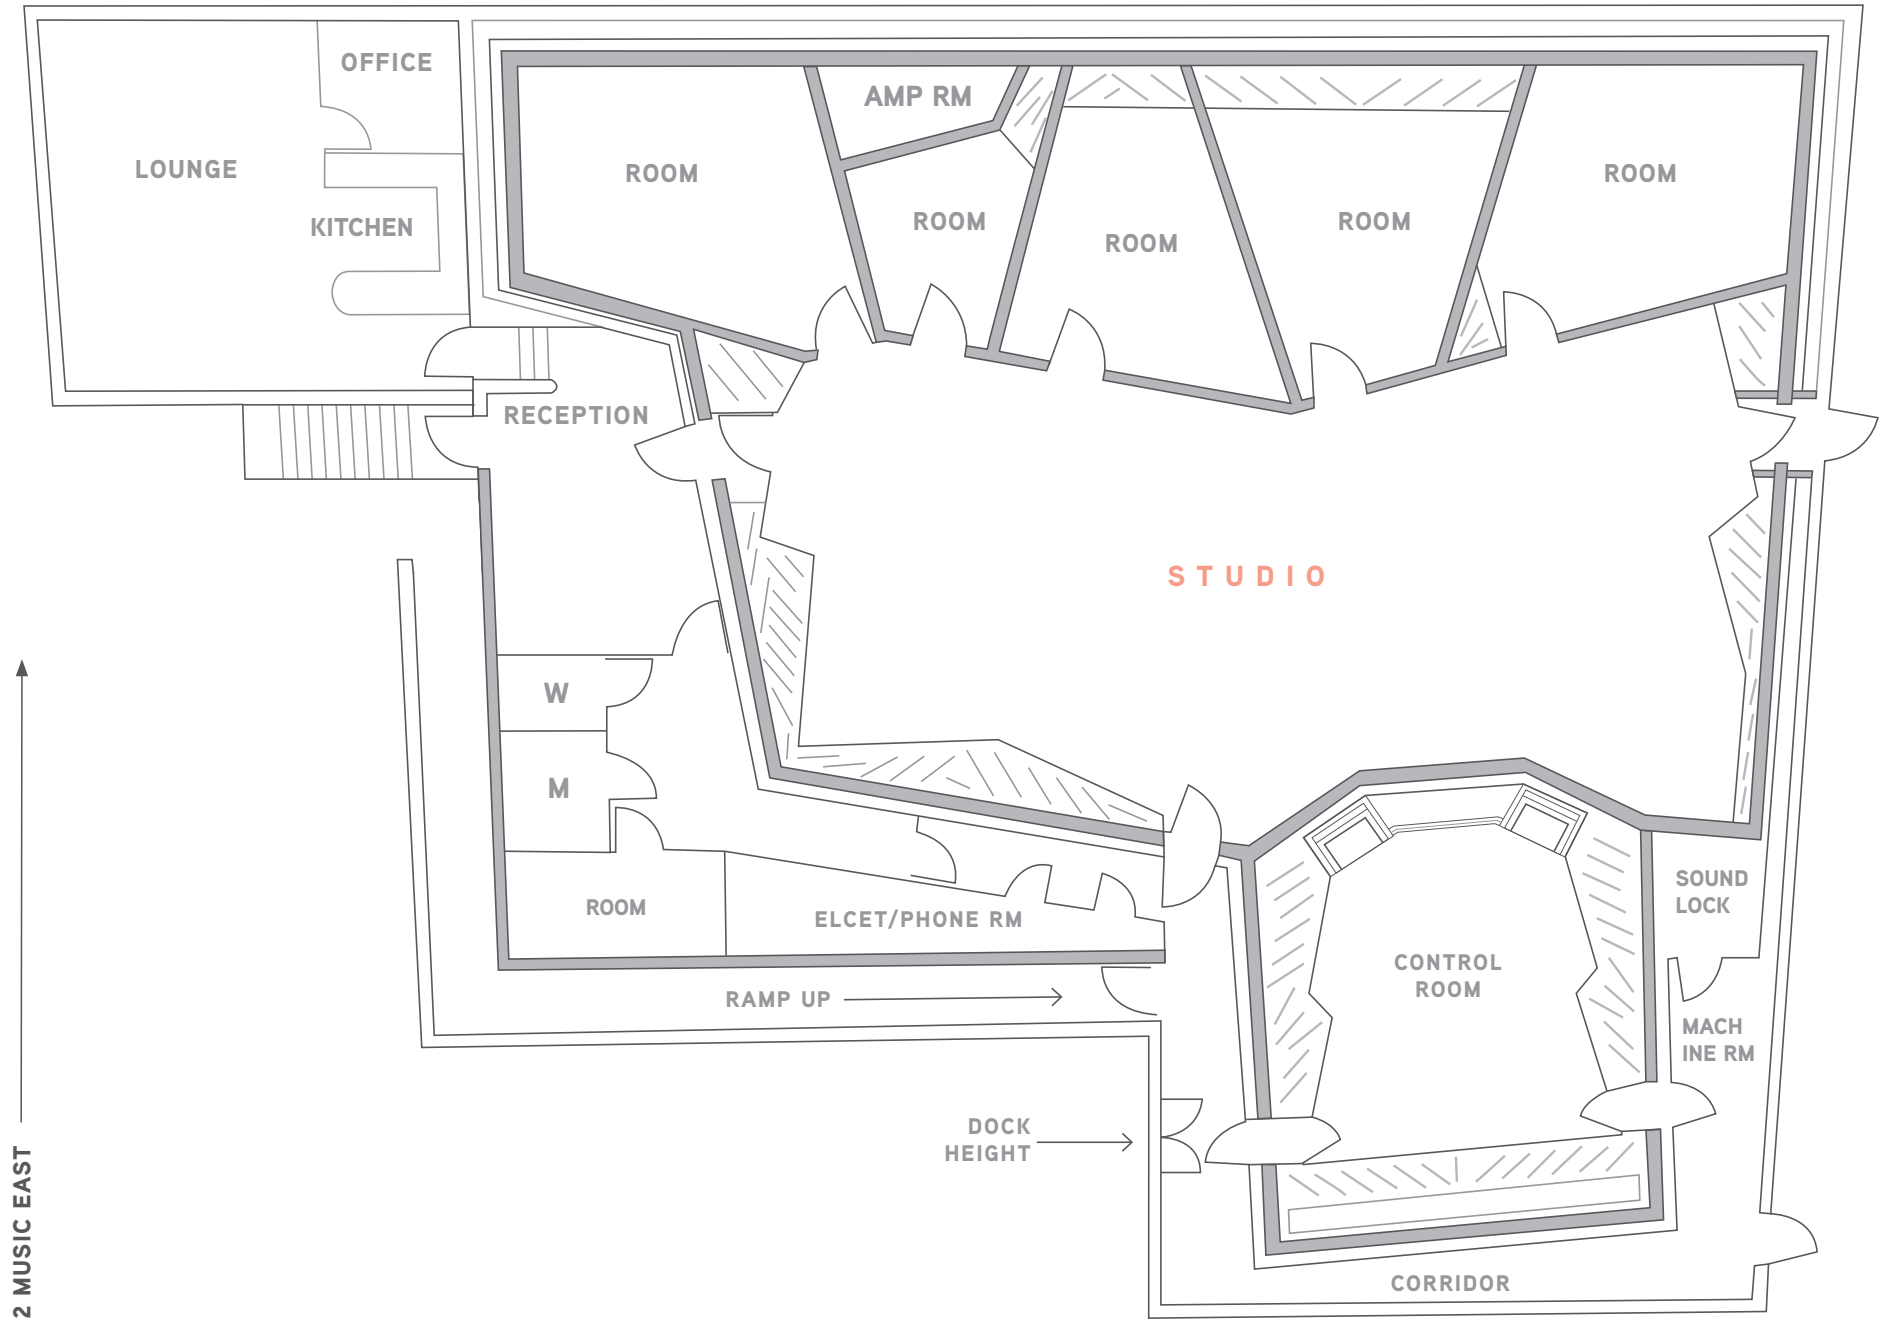 OFFICE
AMP RM
LOUNGE
ROOM
ROOM
KITCHEN
ROOM
ROOM
ROOM
RECEPTION
STUDIO
W
M
ROOM
ELCET/PHONE RM
SOUND
LOCK
CONTROL
ROOM
RAMP UP
MACH
INE RM
DOCK
HEIGHT
CORRIDOR
2 MUSIC EAST